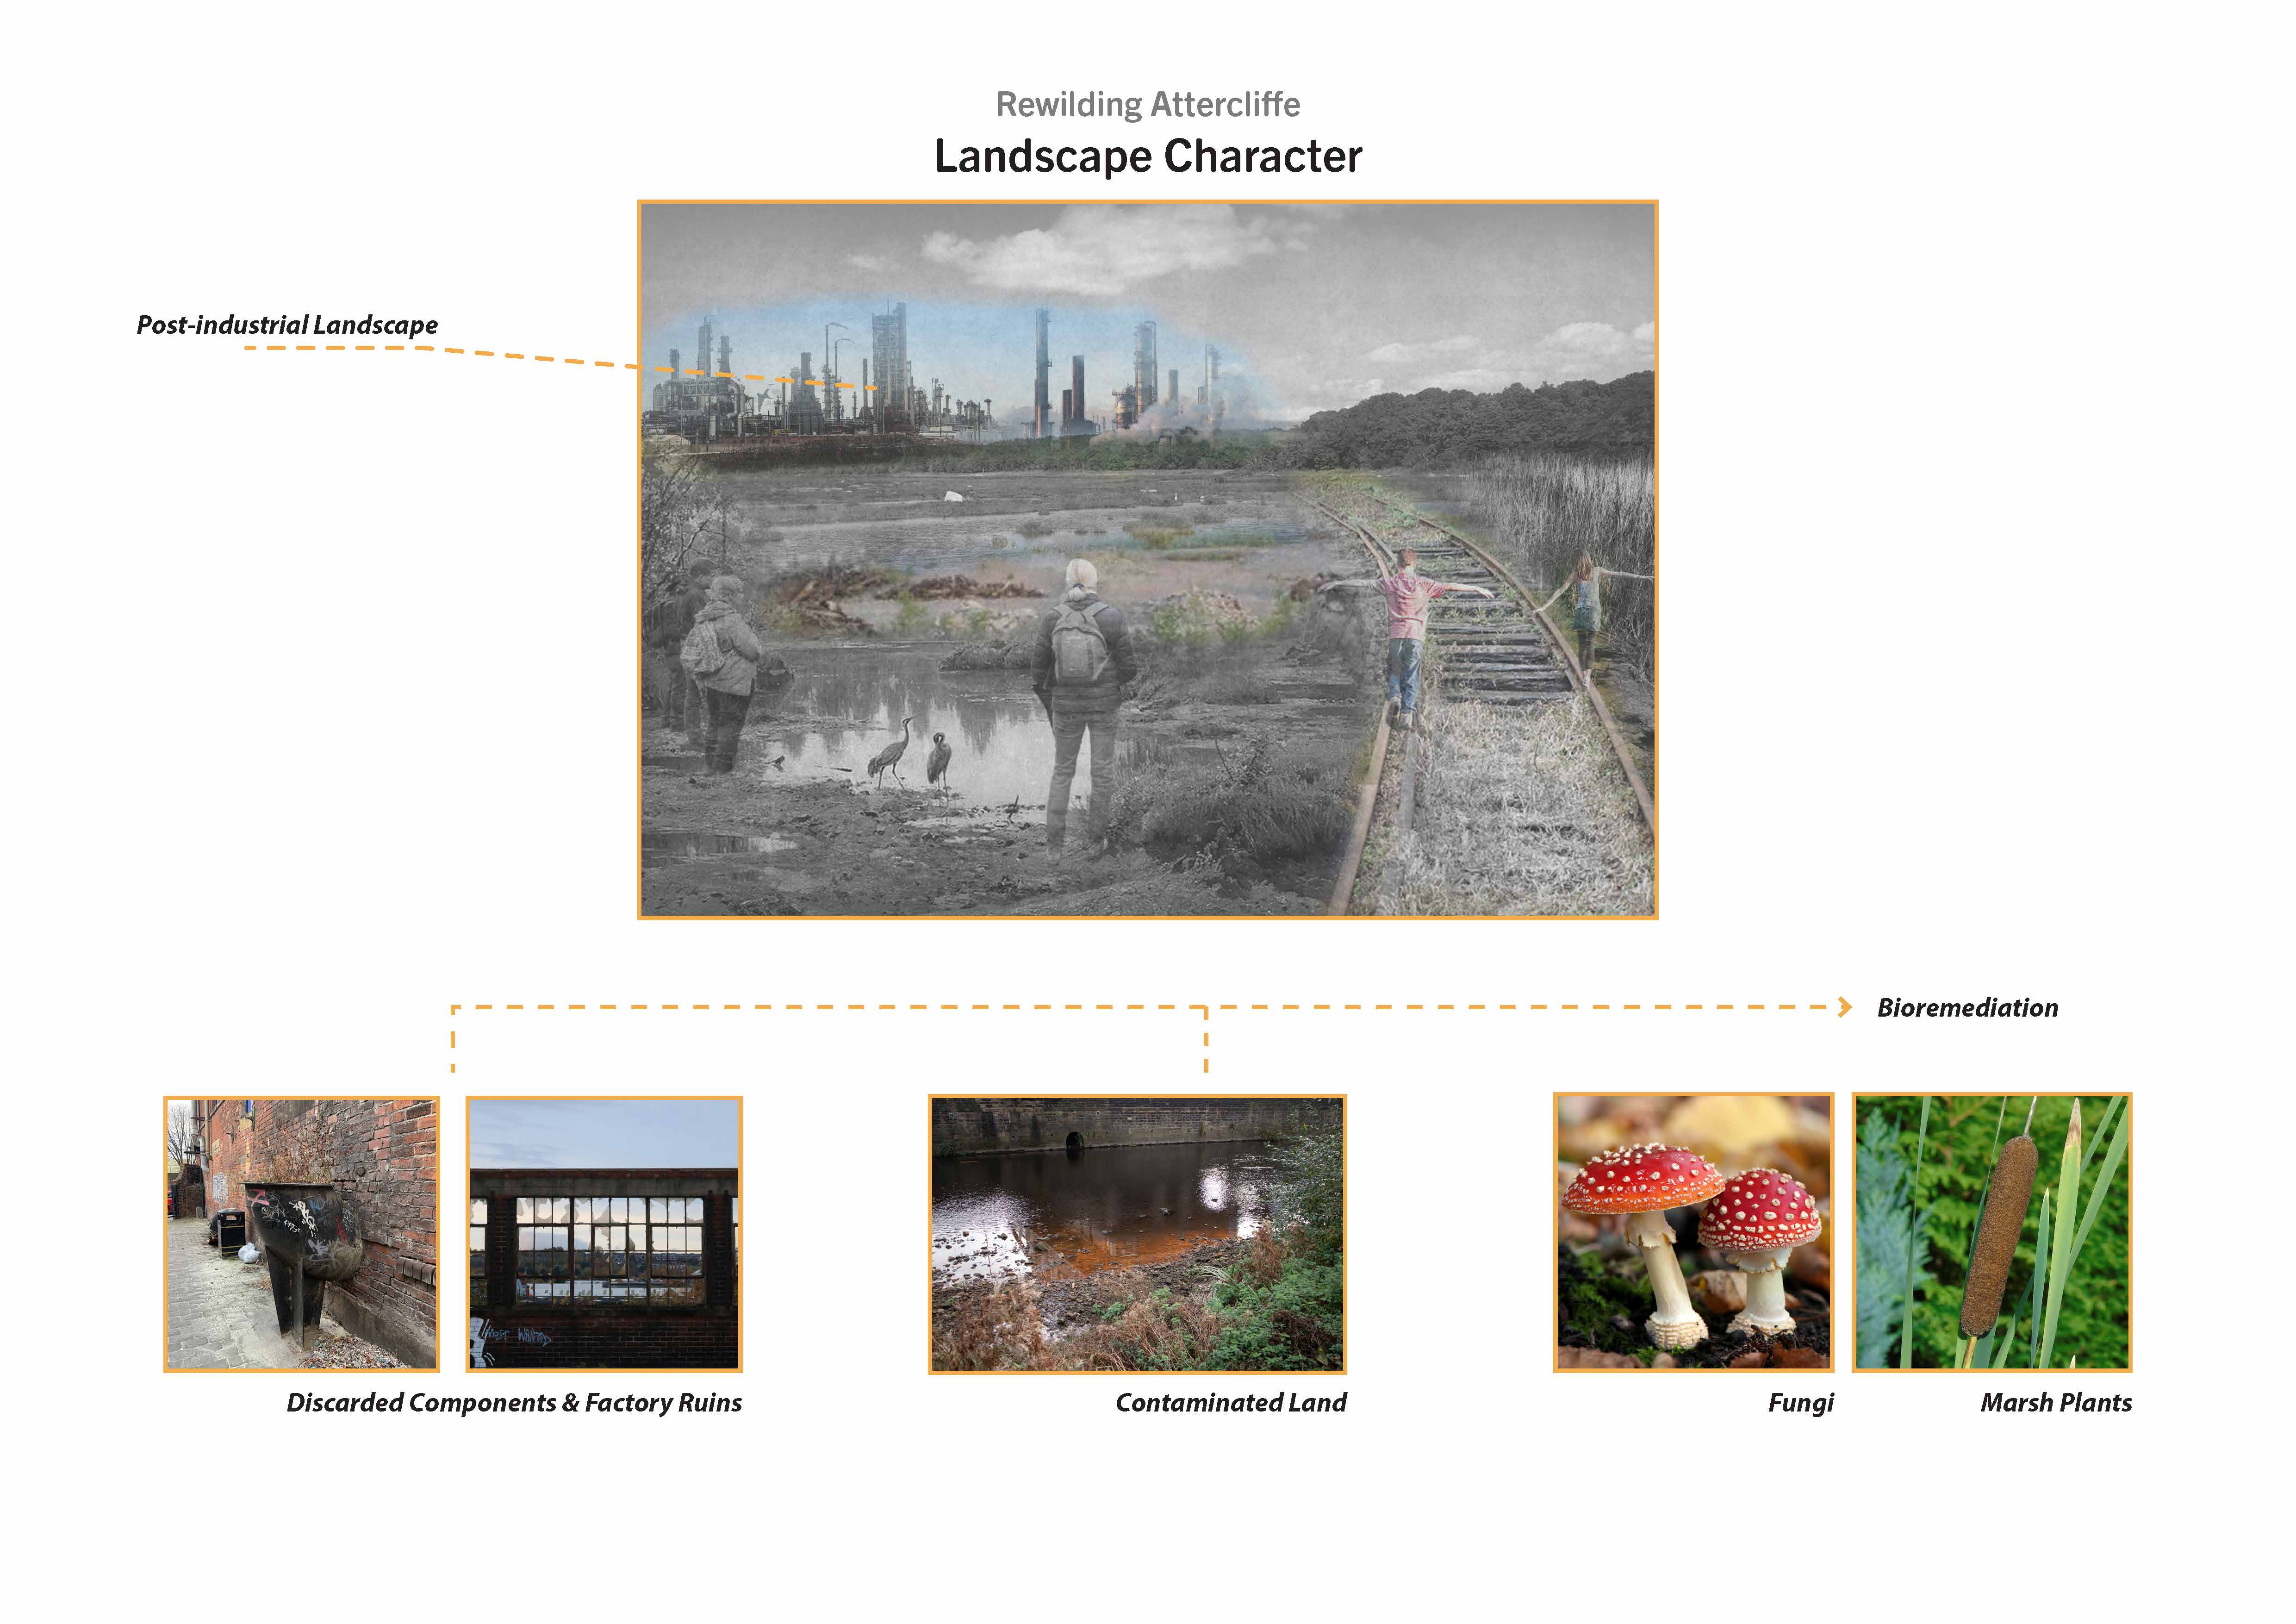 Rewilding Attercliffe
Landscape Character
Post-industrial Landscape
Bioremediation
Discarded Components & Factory Ruins
Contaminated Land
Fungi
Marsh Plants